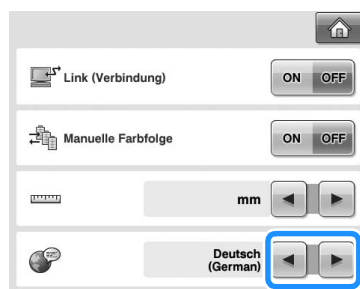 Link (Verbindung) ON OFF
Manuelle Farbfolge ON OFF
mm
Deutsch
(German)